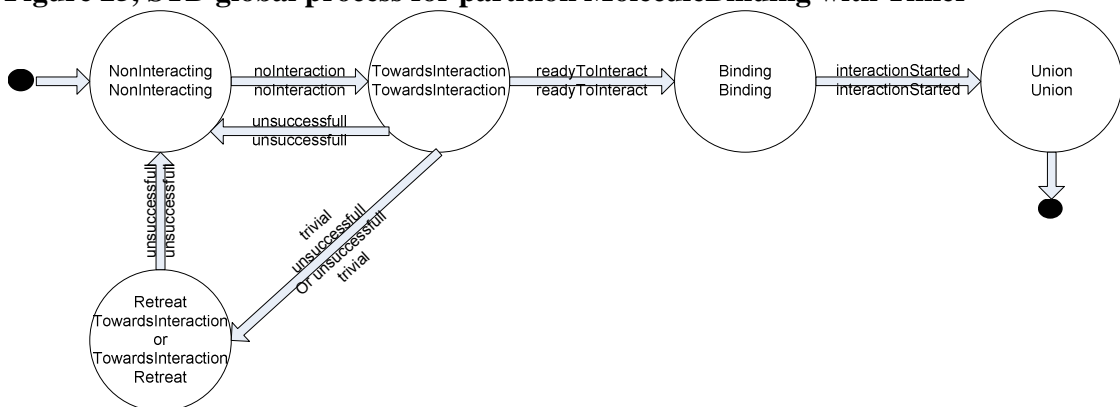 Figure 23, STD global process for partition MoleculeBinding with Timer
NonInteracting
NonInteracting
noInteraction
noInteraction
TowardsInteraction
TowardsInteraction
readyToInteract
readyToInteract
Binding
Binding
interactionStarted
interactionStarted
Union
Union
unsuccessfull
unsuccessfull
unsuccessfull
unsuccessfull
trivial
unsuccessfull
Or unsuccessfull
trivial
Retreat
TowardsInteraction
or
TowardsInteraction
Retreat